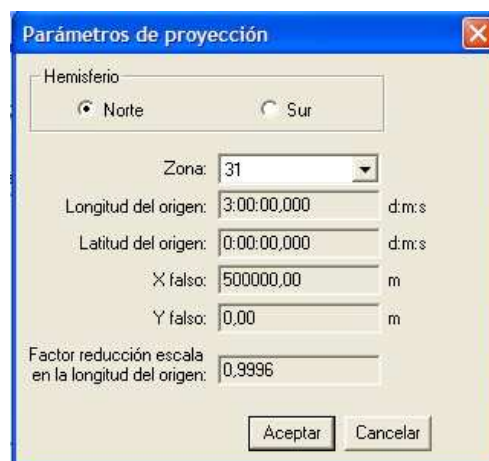 Parámetros de proyección
Hemisferio
Norte Sur
Zona: 31
Longitud del origen: 3:00:00,000 d:m:s
Latitud del origen: 0:00:00,000 d:m:s
X falso: 500000,00 m
Y falso: 0,00 m
Factor reducción escala
en la longitud del origen: 0,9996
Aceptar Cancelar